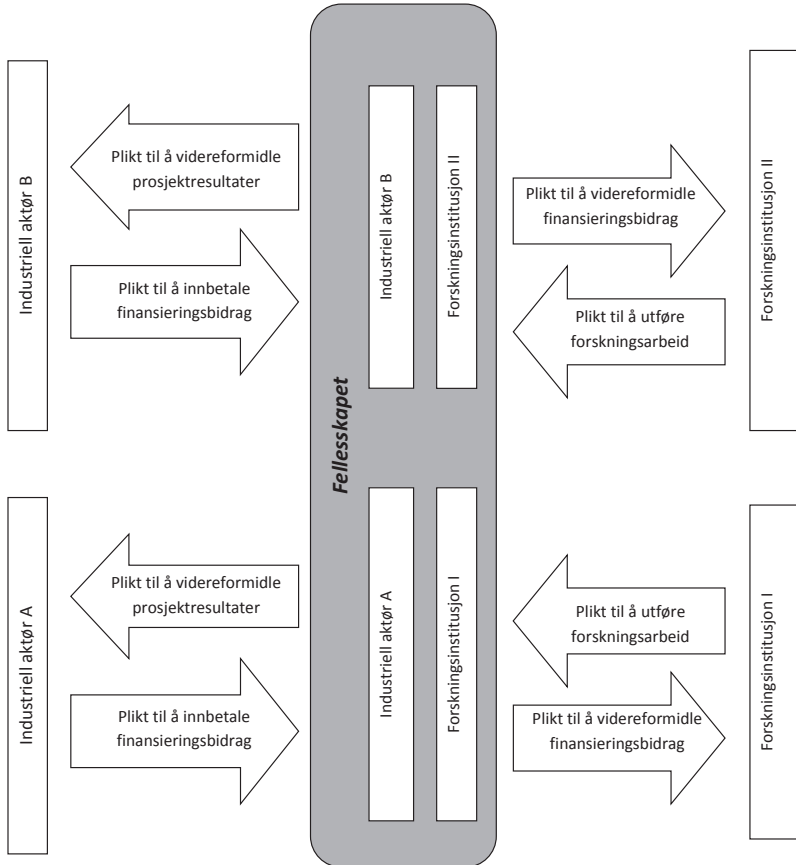 Industriell aktør B
Plikt til å videreformidle
prosjektresultater
Plikt til å innbetale
finansieringsbidrag
Fellesskapet
Industriell aktør B
Forskningsinstitusjon II
Plikt til å videreformidle
finansieringsbidrag
Plikt til å utføre
forskningsarbeid
Forskningsinstitusjon II
Industriell aktør A
Plikt til å videreformidle
prosjektresultater
Plikt til å innbetale
finansieringsbidrag
Industriell aktør A
Forskningsinstitusjon I
Plikt til å utføre
forskningsarbeid
Plikt til å videreformidle
finansieringsbidrag
Forskningsinstitusjon I